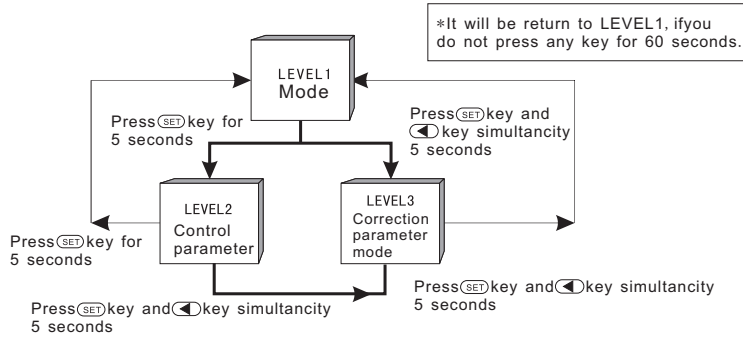 *It will be return to LEVEL1, ifyou
do not press any key for 60 seconds.
LEVEL1
Mode
Press SET key for
5 seconds
Press SET key and
◀ key simultancity
5 seconds
LEVEL2
Control
parameter
LEVEL3
Correction
parameter
mode
Press SET key for
5 seconds
Press SET key and ◀ key simultancity
5 seconds
Press SET key and ◀ key simultancity
5 seconds